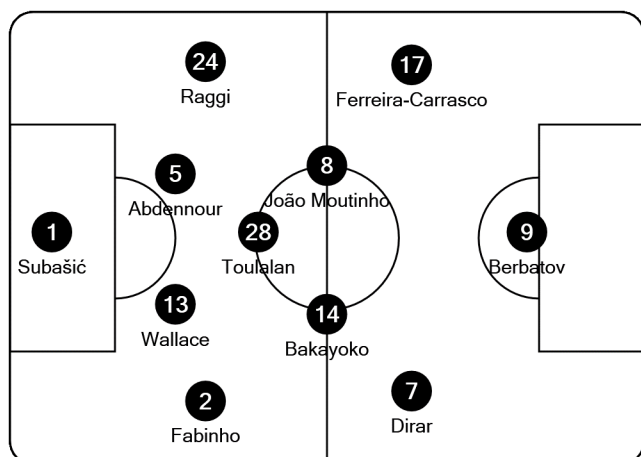 24
Raggi
17
Ferreira-Carrasco
5
Abdennour
8
João Moutinho
1
Subašić
28
Toulalan
9
Berbatov
13
Wallace
14
Bakayoko
2
Fabinho
7
Dirar